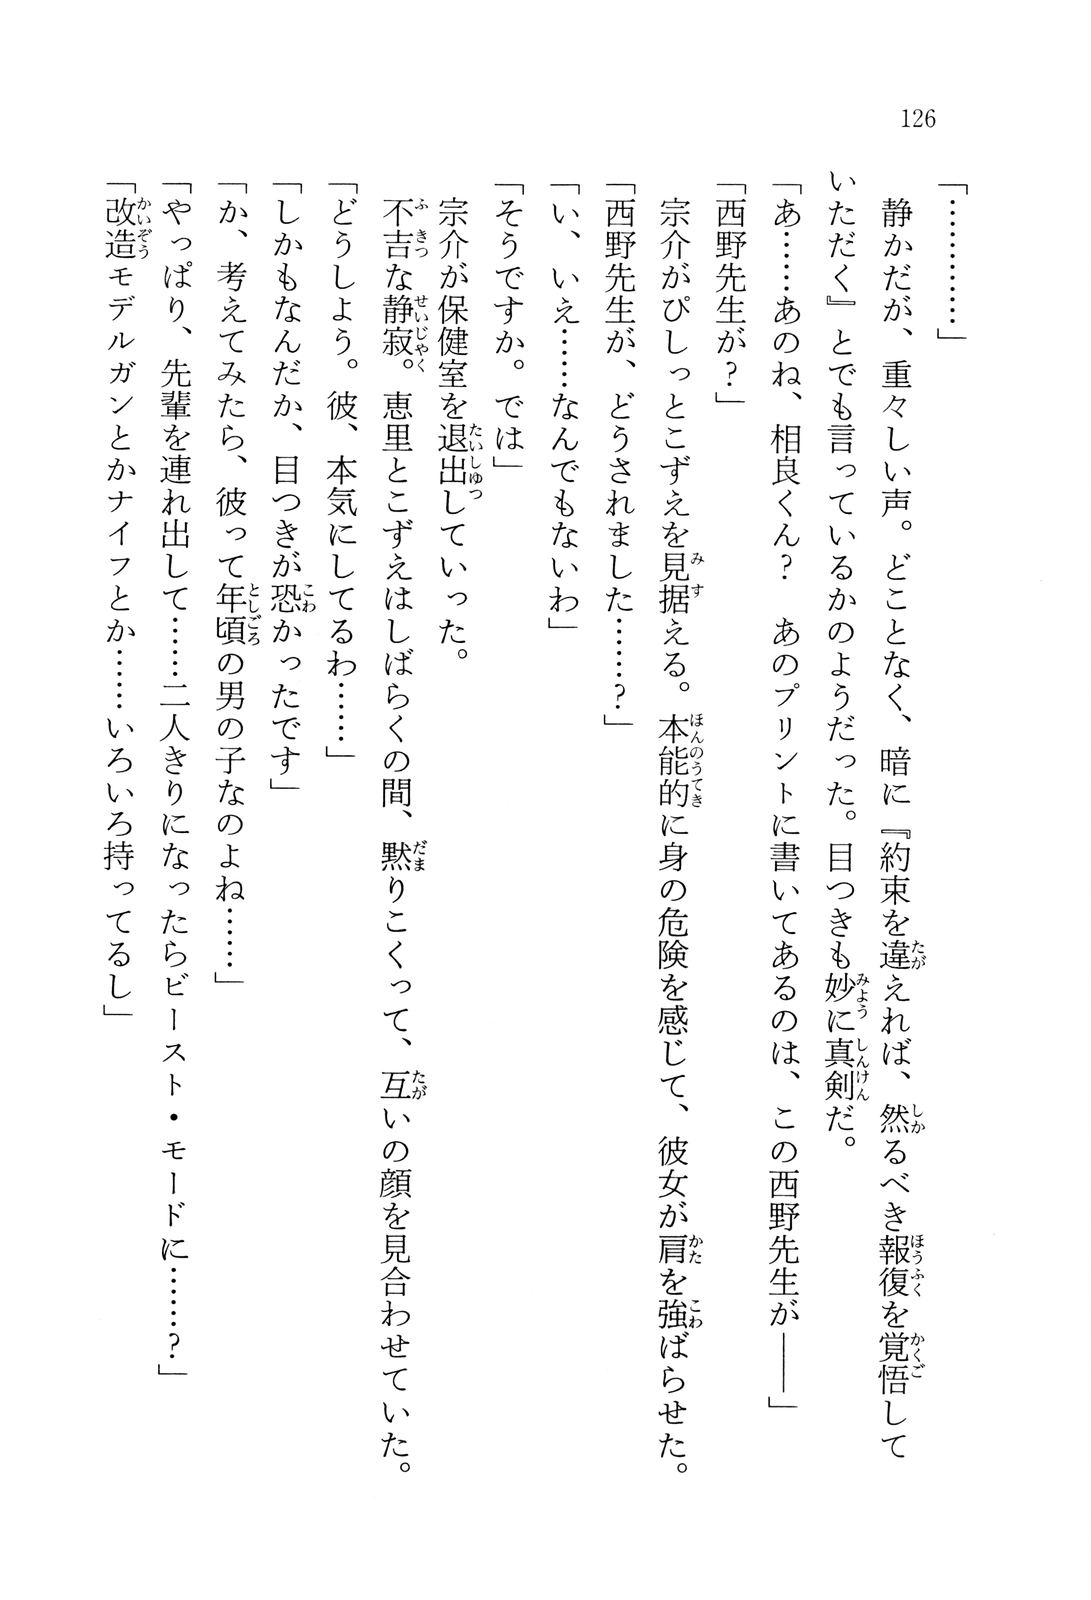 126
「…………」
静かだが、重々しい声。どことなく、暗に『約束を違えれば、然るべき報復を覚悟して
いただく』とでも言っているかのようだった。目つきも妙に真剣だ。
「あ……あのね、相良くん？　あのプリントに書いてあるのは、この西野先生が――」
「西野先生が？」
宗介がぴしっとこずえを見据える。本能的に身の危険を感じて、彼女が肩を強ばらせた。
「西野先生が、どうされました……？」
「い、いえ……なんでもないわ」
「そうですか。では」
宗介が保健室を退出していった。
不吉な静寂。恵里とこずえはしばらくの間、黙りこくって、互いの顔を見合わせていた。
「どうしよう。彼、本気にしてるわ……」
「しかもなんだか、目つきが恐かったです」
「か、考えてみたら、彼って年頃の男の子なのよね……」
「やっぱり、先輩を連れ出して……二人きりになったらビースト・モードに……？」
「改造モデルガンとかナイフとか……いろいろ持ってるし」